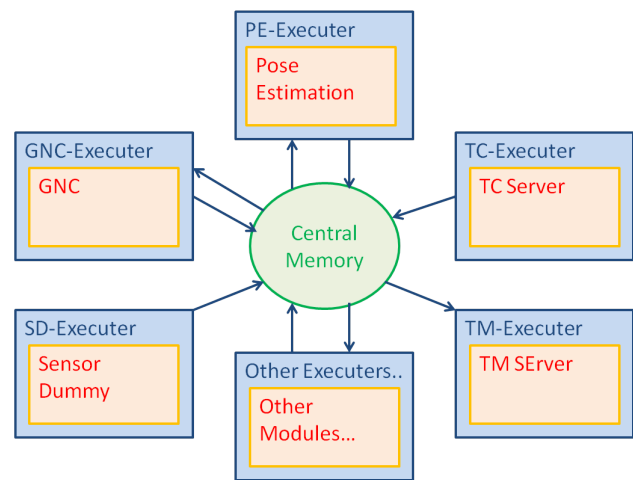 PE-Executer
Pose
Estimation
GNC-Executer
GNC
TC-Executer
TC Server
Central
Memory
SD-Executer
Sensor
Dummy
Other Executers..
Other
Modules...
TM-Executer
TM SErver